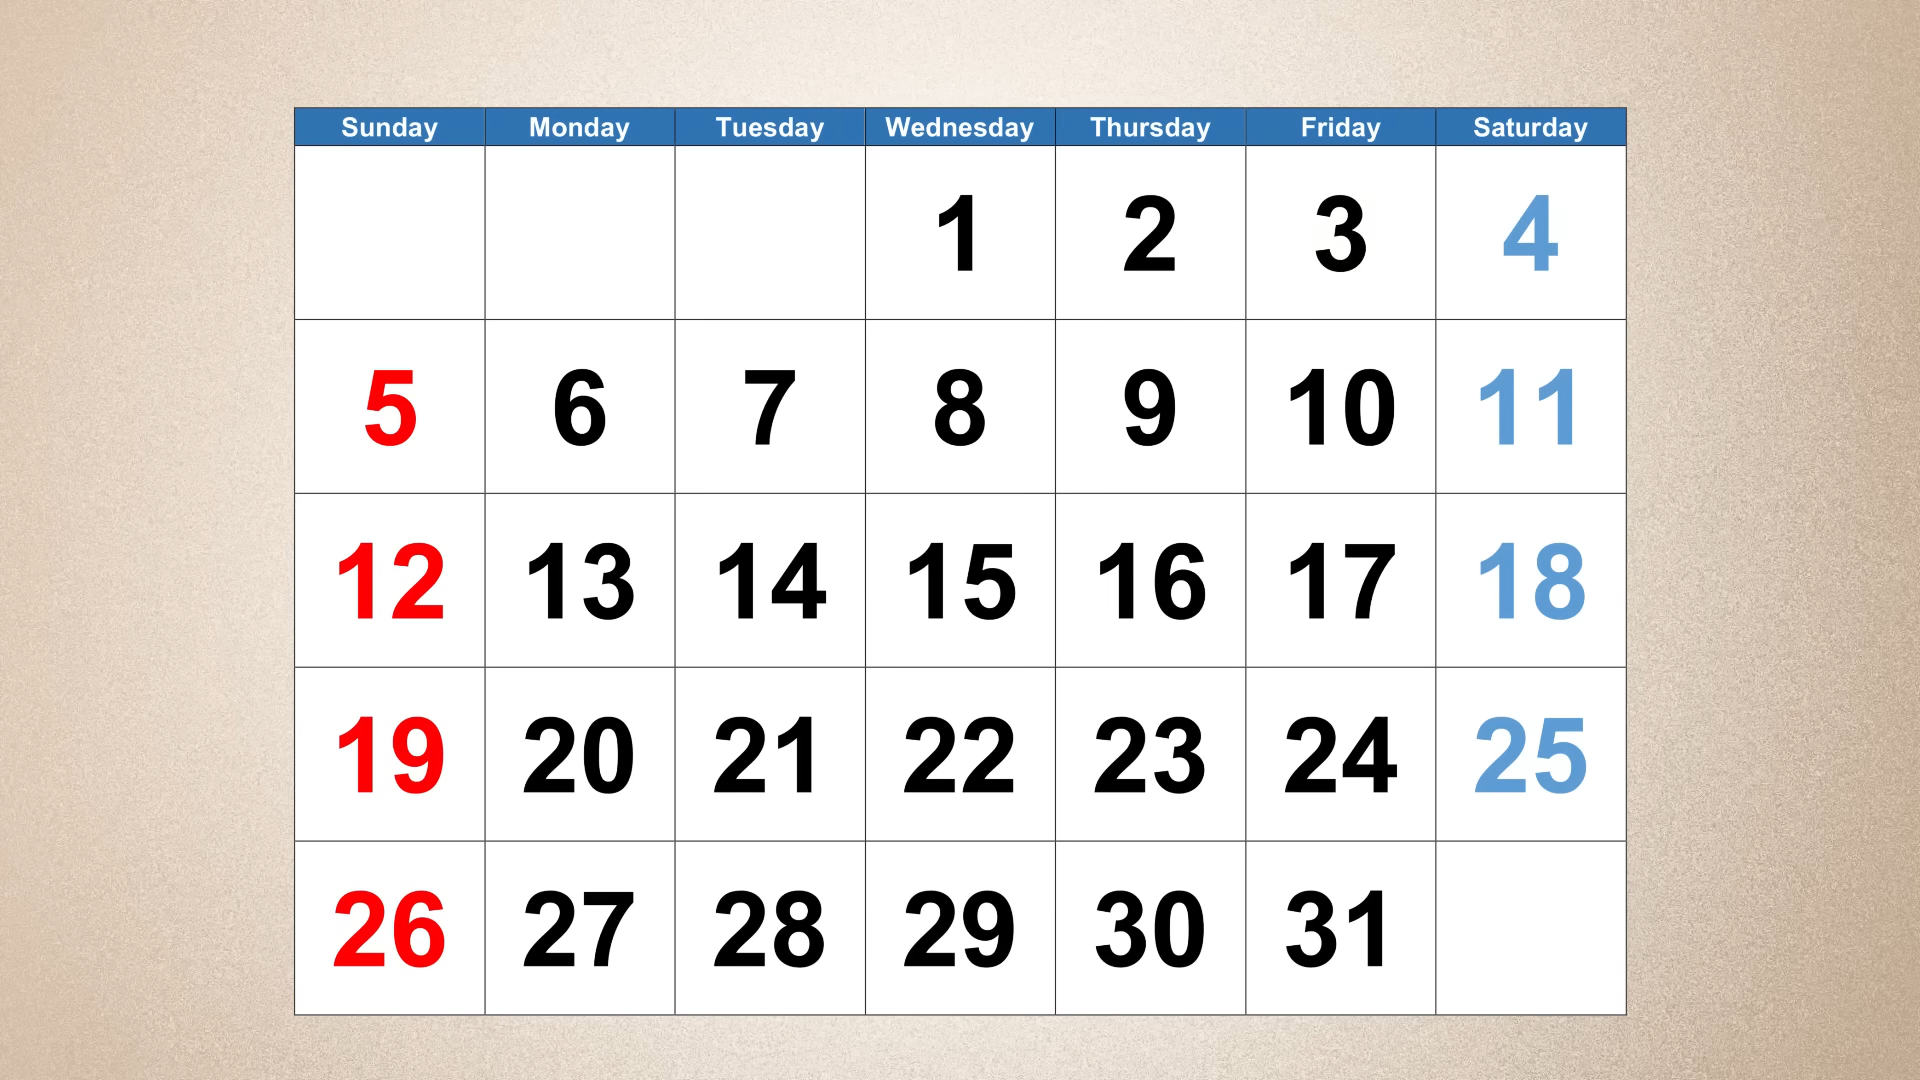 Sunday Monday Tuesday Wednesday Thursday Friday Saturday
1 2 3 4
5 6 7 8 9 10 11
12 13 14 15 16 17 18
19 20 21 22 23 24 25
26 27 28 29 30 31